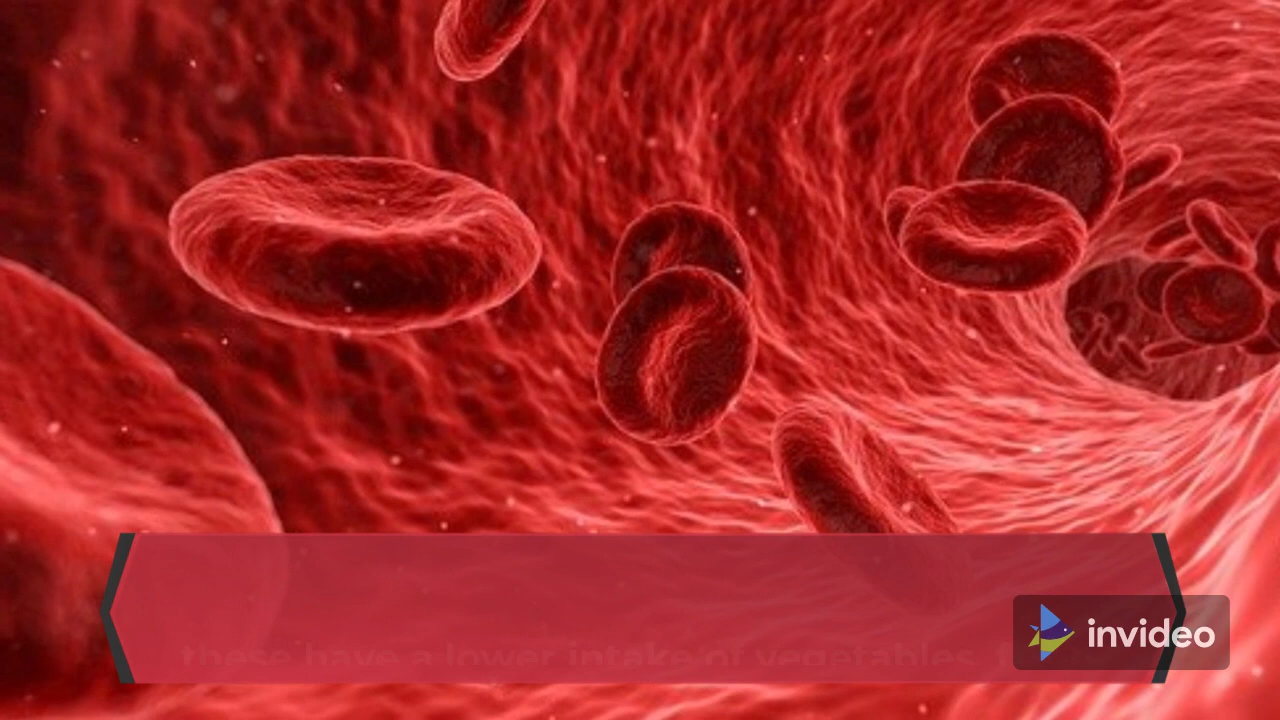 these have a lower intake of vegetables,
invideo